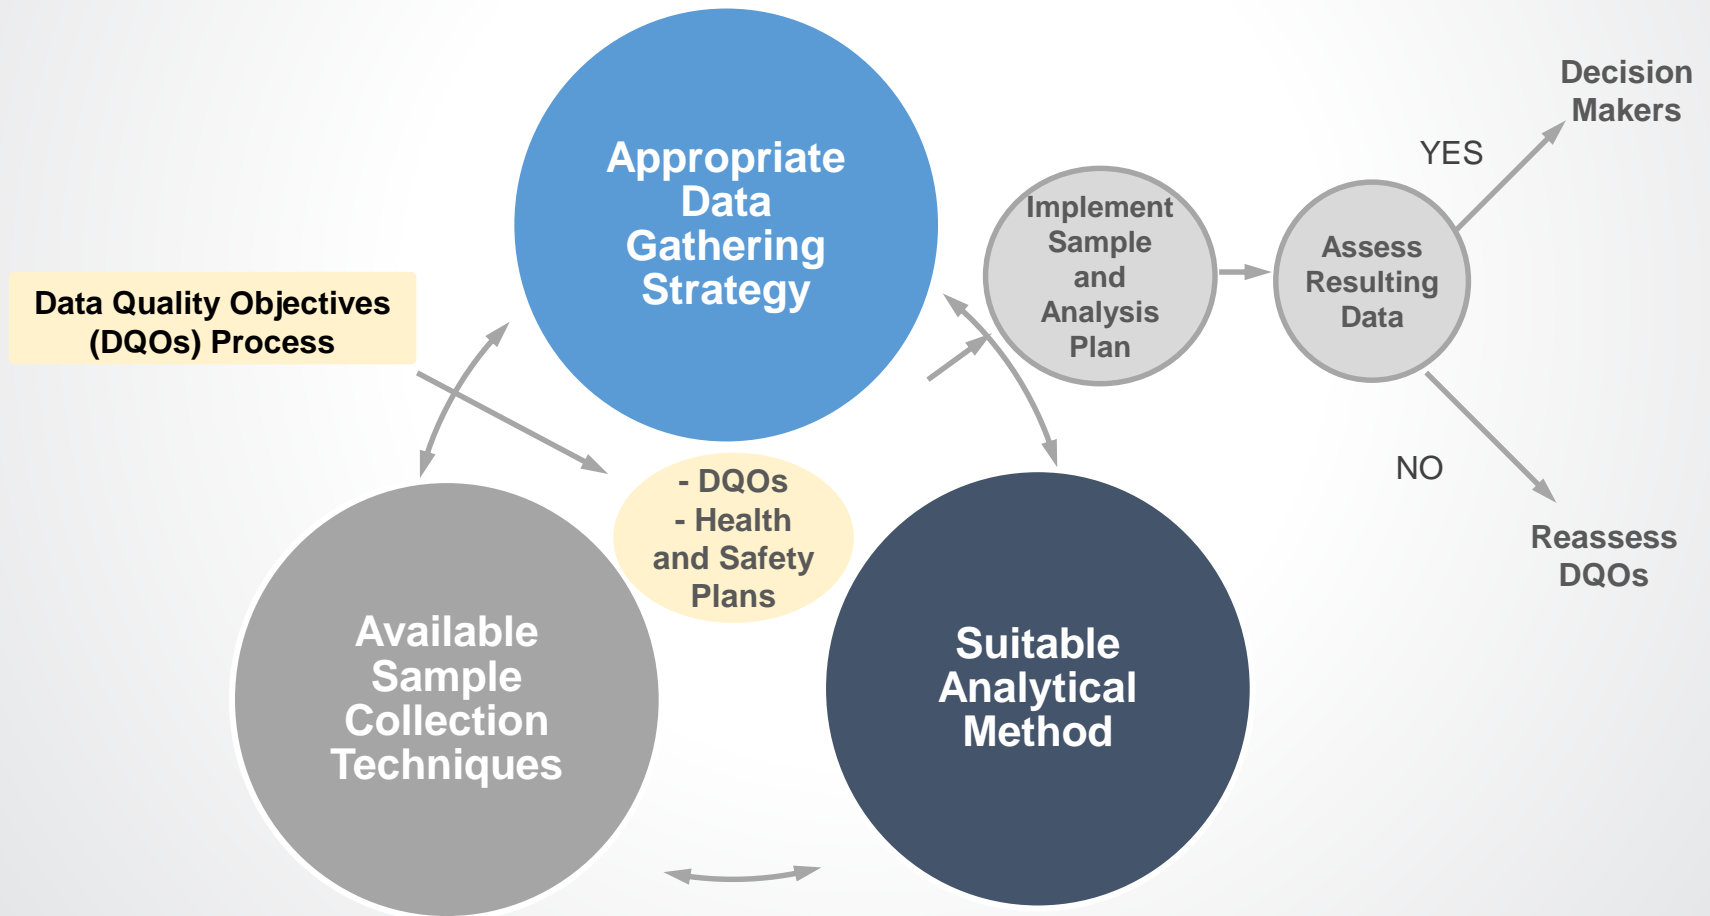 Appropriate
Data
Gathering
Strategy
Data Quality Objectives
(DQOs) Process
- DQOs
- Health
and Safety
Plans
Available
Sample
Collection
Techniques
Suitable
Analytical
Method
Implement
Sample
and
Analysis
Plan
Assess
Resulting
Data
YES
Decision
Makers
NO
Reassess
DQOs